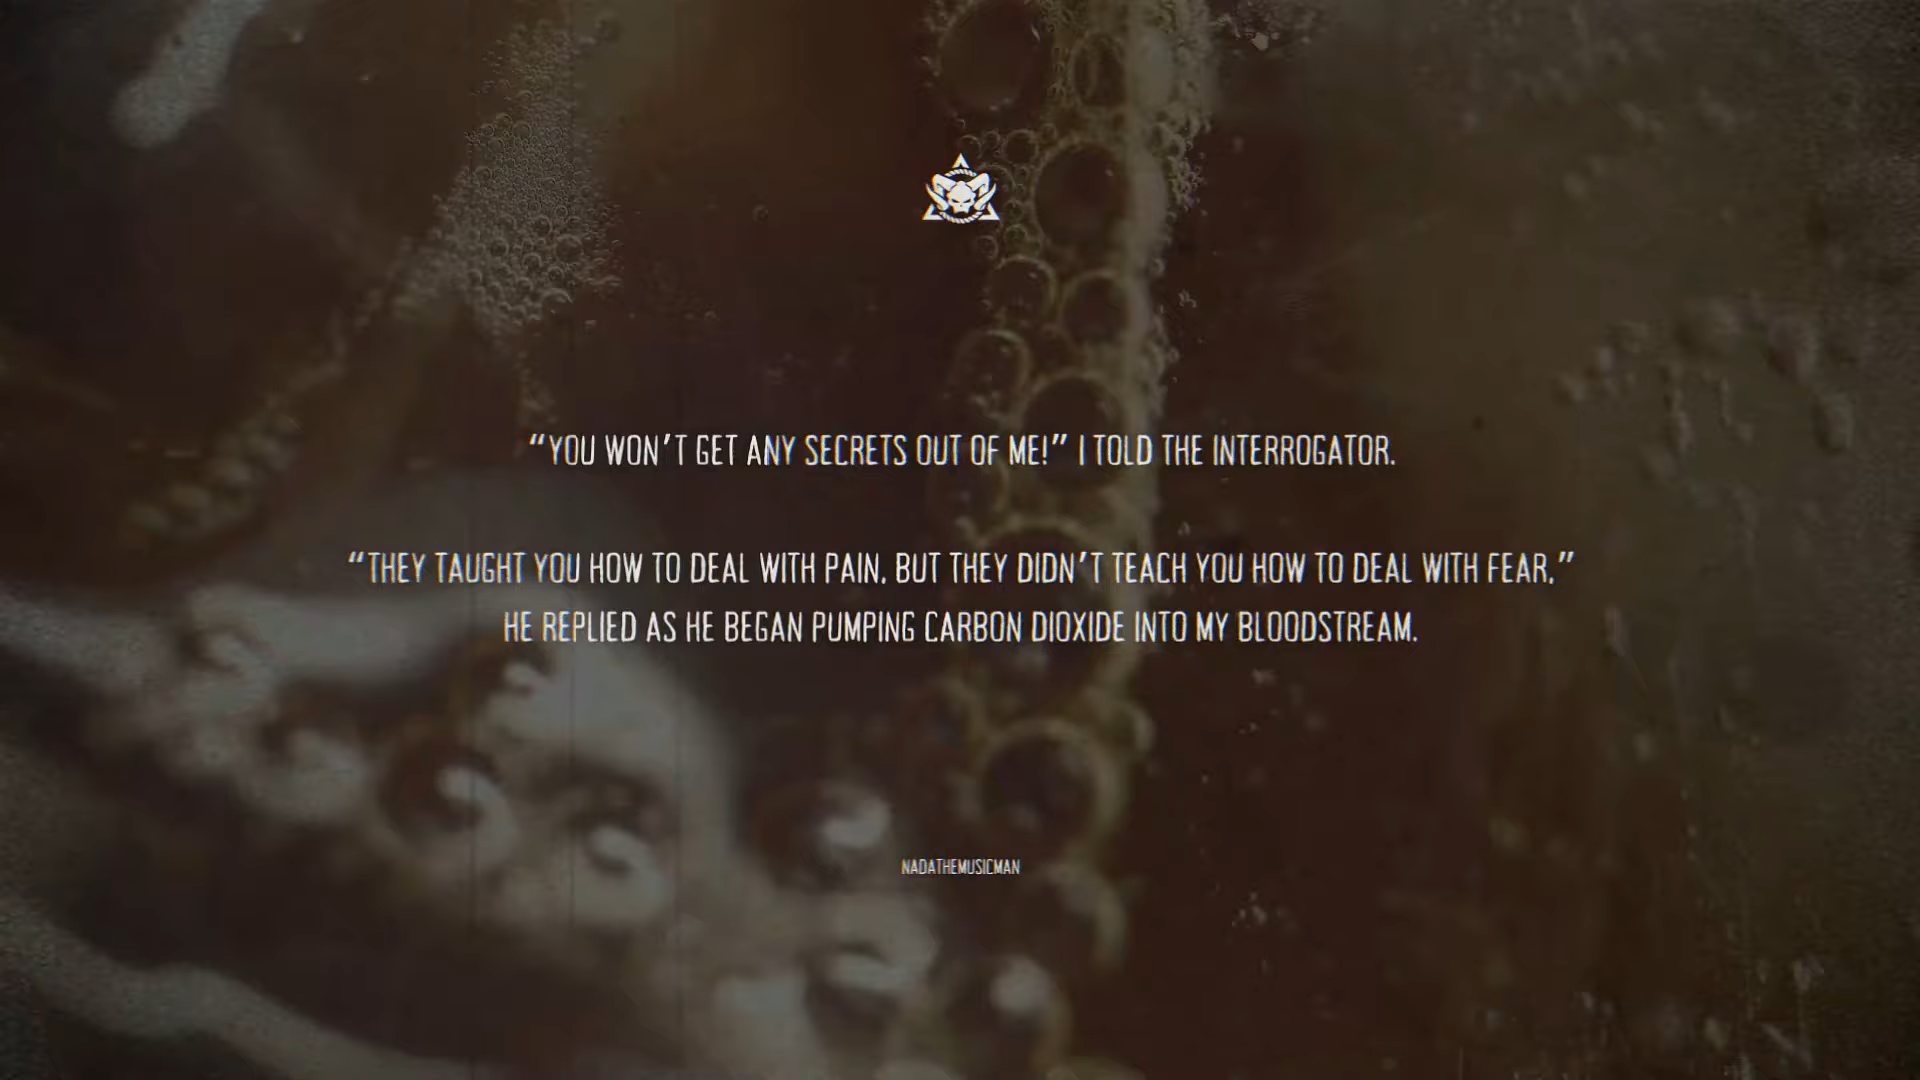 “YOU WON’T GET ANY SECRETS OUT OF ME!” I TOLD THE INTERROGATOR.
“THEY TAUGHT YOU HOW TO DEAL WITH PAIN, BUT THEY DIDN’T TEACH YOU HOW TO DEAL WITH FEAR,”
HE REPLIED AS HE BEGAN PUMPING CARBON DIOXIDE INTO MY BLOODSTREAM.
NADATHEMUSICMAN